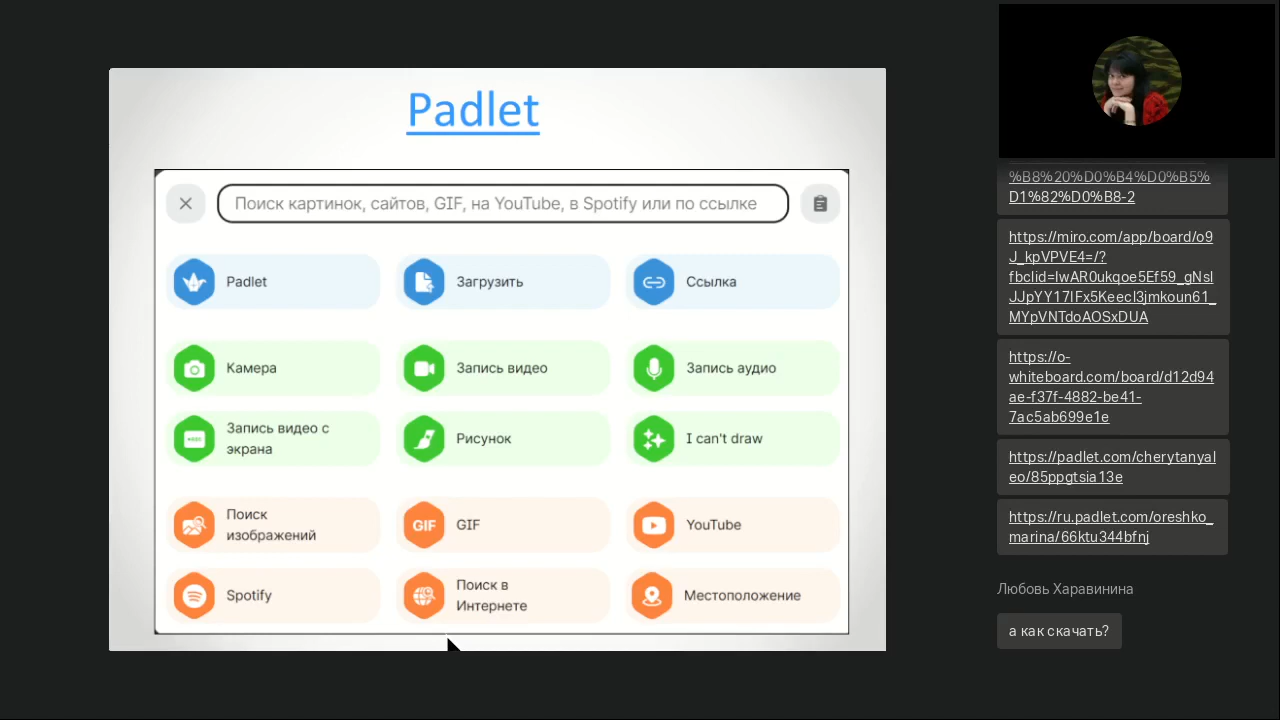 Padlet
Поиск картинок, сайтов, GIF, на YouTube, в Spotify или по ссылке
Padlet
Загрузить
Ссылка
Камера
Запись видео
Запись аудио
Запись видео с
экрана
Рисунок
I can't draw
Поиск
изображений
GIF
GIF
YouTube
Spotify
Поиск в
Интернете
Местоположение
%B8%20%D0%B4%D0%B5%
D1%82%D0%B8-2
https://miro.com/app/board/o9
J_kpVPVE4=/?
fbclid=IwAR0ukqoe5Ef59_gNsl
JJpYY17IFx5Keecl3jmkoun61_
MYpVNTdoAOSxDUA
https://o-
whiteboard.com/board/d12d94
ae-f37f-4882-be41-
7ac5ab699e1e
https://padlet.com/cherytanyal
eo/85ppgtsia13e
https://ru.padlet.com/oreshko_
marina/66ktu344bfnj
Любовь Харавинина
а как скачать?